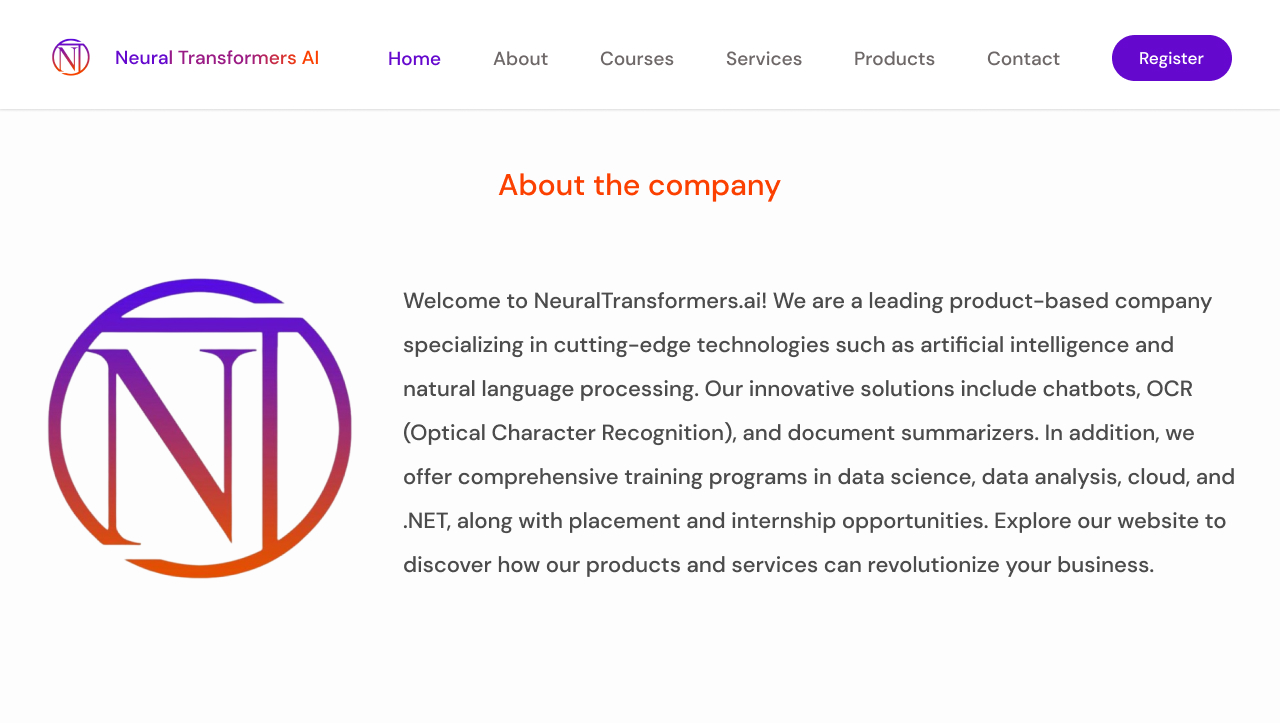 Neural Transformers AI
Home
About
Courses
Services
Products
Contact
Register
About the company
NT
Welcome to NeuralTransformers.ai! We are a leading product-based company
specializing in cutting-edge technologies such as artificial intelligence and
natural language processing. Our innovative solutions include chatbots, OCR
(Optical Character Recognition), and document summarizers. In addition, we
offer comprehensive training programs in data science, data analysis, cloud, and
.NET, along with placement and internship opportunities. Explore our website to
discover how our products and services can revolutionize your business.